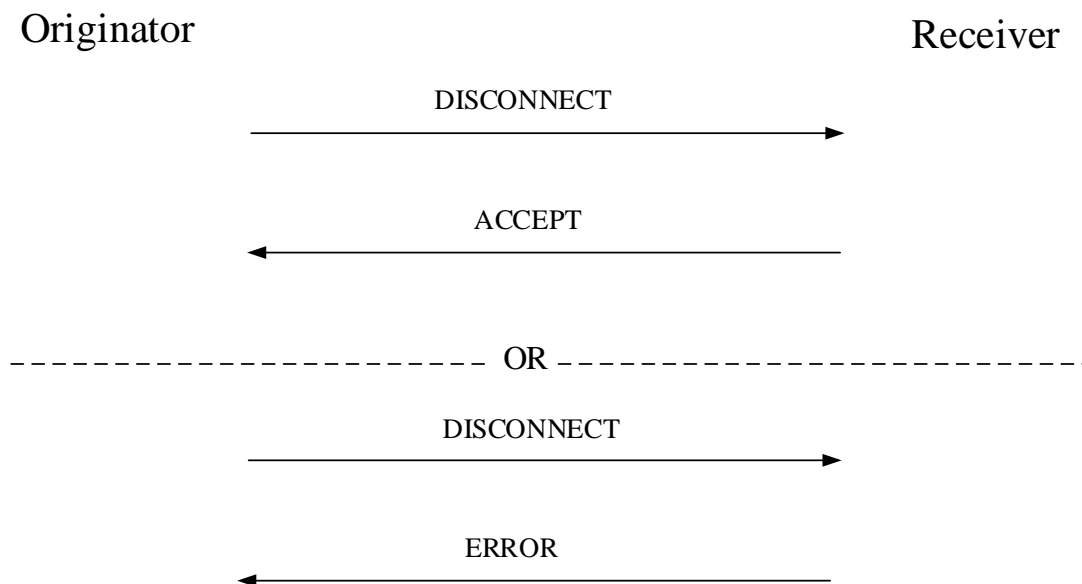 Originator
Receiver
DISCONNECT
ACCEPT
OR
DISCONNECT
ERROR